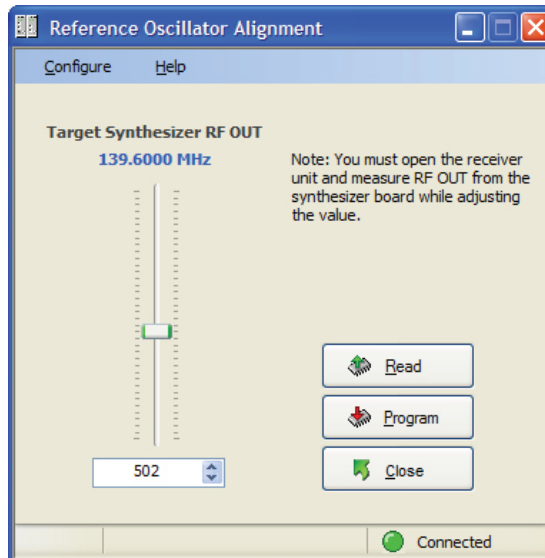 Reference Oscillator Alignment
Configure Help
Target Synthesizer RF OUT
139.6000 MHz
Note: You must open the receiver
unit and measure RF OUT from the
synthesizer board while adjusting
the value.
Read
Program
502
Close
Connected